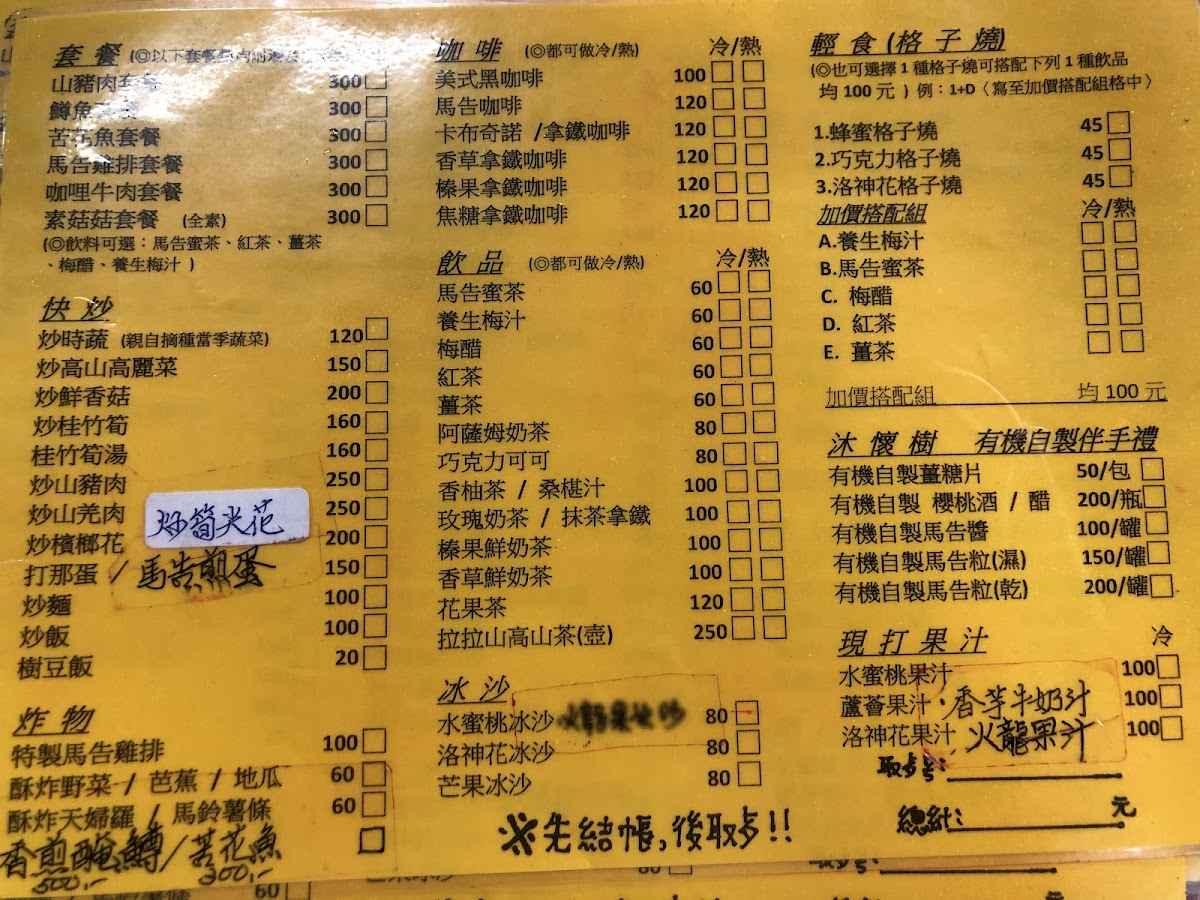 套餐 (◎以下套餐
山豬肉套餐 300
鱒魚套餐 300
苦花魚套餐 300
馬告雞排套餐 300
咖哩牛肉套餐 300
素菇菇套餐 (全素) 300
(◎飲料可選：馬告蜜茶、紅茶、薑茶
、梅醋、養生梅汁 )
快炒
炒時蔬 (親自摘種當季蔬菜) 120
炒高山高麗菜 150
炒鮮香菇 200
炒桂竹筍 160
桂竹筍湯 160
炒山豬肉 250
炒山羌肉 250
炒筍尖花
炒檳榔花 200
打那蛋 / 馬告煎蛋 150
炒麵 100
炒飯 100
樹豆飯 20
炸物
特製馬告雞排 100
酥炸野菜 / 芭蕉 / 地瓜 60
酥炸天婦羅 / 馬鈴薯條 60
香煎醃鱒/苦花魚
300.-
咖啡 (◎都可做冷/熱) 冷/熱
美式黑咖啡 100
馬告咖啡 120
卡布奇諾 /拿鐵咖啡 120
香草拿鐵咖啡 120
榛果拿鐵咖啡 120
焦糖拿鐵咖啡 120
飲品 (◎都可做冷/熱) 冷/熱
馬告蜜茶 60
養生梅汁 60
梅醋 60
紅茶 60
薑茶 60
阿薩姆奶茶 80
巧克力可可 80
香柚茶 / 桑椹汁 100
玫瑰奶茶 / 抹茶拿鐵 100
榛果鮮奶茶 100
香草鮮奶茶 100
花果茶 120
拉拉山高山茶(壺) 250
冰沙
水蜜桃冰沙 80
洛神花冰沙 80
芒果冰沙 80
※先結帳,後取歺!!
輕食(格子燒)
(◎也可選擇 1 種格子燒可搭配下列 1 種飲品
均 100 元 ) 例：1+D〈寫至加價搭配組格中〉
1.蜂蜜格子燒 45
2.巧克力格子燒 45
3.洛神花格子燒 45
加價搭配組 冷/熱
A.養生梅汁
B.馬告蜜茶
C. 梅醋
D. 紅茶
E. 薑茶
加價搭配組 均 100 元
沐懷樹 有機自製伴手禮
有機自製薑糖片 50/包
有機自製 櫻桃酒 / 醋 200/瓶
有機自製馬告醬 100/罐
有機自製馬告粒(濕) 150/罐
有機自製馬告粒(乾) 200/罐
現打果汁 冷
水蜜桃果汁 100
蘆薈果汁．香芋牛奶汁 100
洛神花果汁 火龍果汁 100
取歺号:
總計: 元